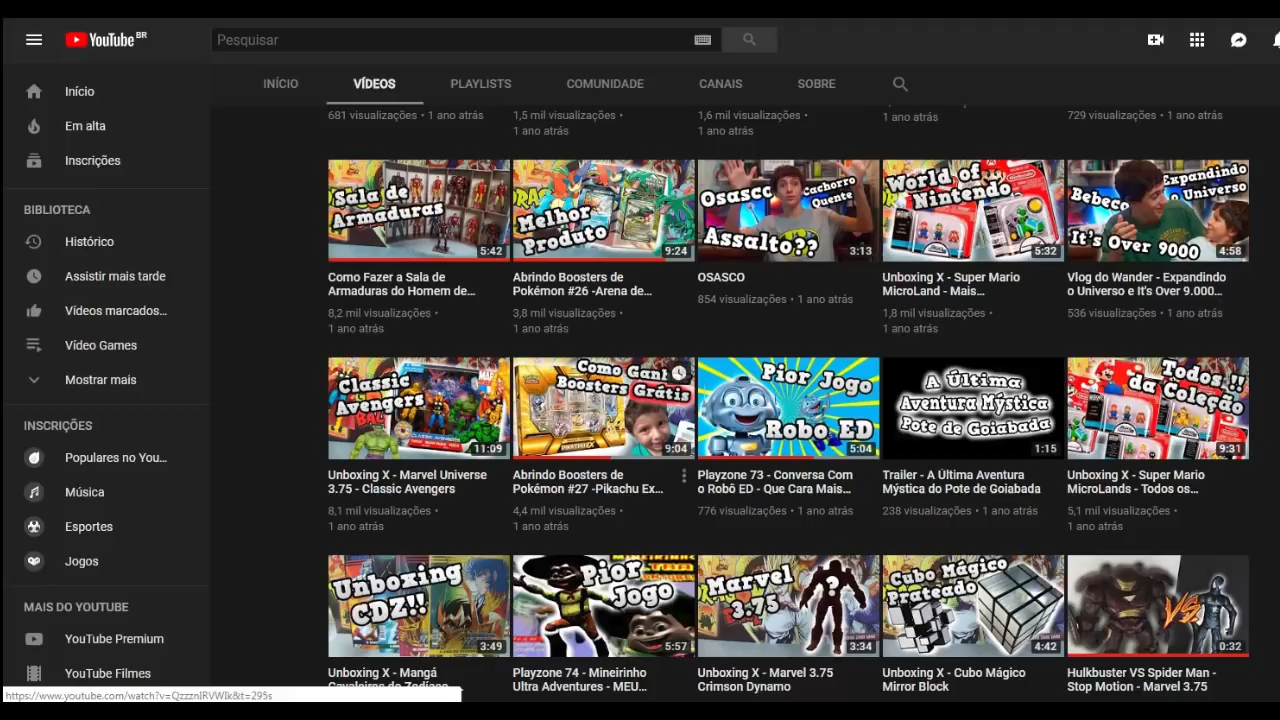 YouTube BR
Pesquisar
INÍCIO
VÍDEOS
PLAYLISTS
COMUNIDADE
CANAIS
SOBRE
Início
Em alta
Inscrições
BIBLIOTECA
Histórico
Assistir mais tarde
Vídeos marcados...
Vídeo Games
Mostrar mais
INSCRIÇÕES
Populares no You...
Música
Esportes
Jogos
MAIS DO YOUTUBE
YouTube Premium
YouTube Filmes
https://www.youtube.com/watch?v=QzzznIRVWIk&t=295s
681 visualizações • 1 ano atrás
1,5 mil visualizações •
1 ano atrás
1,6 mil visualizações •
1 ano atrás
1 ano atrás
729 visualizações • 1 ano atrás
Sala de
Armaduras
5:42
Como Fazer a Sala de
Armaduras do Homem de...
8,2 mil visualizações •
1 ano atrás
Melhor
Produto
9:24
Abrindo Boosters de
Pokémon #26 -Arena de...
3,8 mil visualizações •
1 ano atrás
Osasco
Cachorro
Quente
Assalto??
3:13
OSASCO
854 visualizações • 1 ano atrás
World of
Nintendo
5:32
Unboxing X - Super Mario
MicroLand - Mais...
1,8 mil visualizações •
1 ano atrás
Expandindo
o Universo
Bebeco
It's Over 9000
4:58
Vlog do Wander - Expandindo
o Universo e It's Over 9.000...
536 visualizações • 1 ano atrás
Classic
Avengers
11:09
Unboxing X - Marvel Universe
3.75 - Classic Avengers
8,1 mil visualizações •
1 ano atrás
Como Ganh
Boosters Grátis
9:04
Abrindo Boosters de
Pokémon #27 -Pikachu Ex...
4,4 mil visualizações •
1 ano atrás
Pior Jogo
Robo ED
5:04
Playzone 73 - Conversa Com
o Robô ED - Que Cara Mais...
776 visualizações • 1 ano atrás
A Última
Aventura Mýstica
Pote de Goiabada
1:15
Trailer - A Última Aventura
Mýstica do Pote de Goiabada
238 visualizações • 1 ano atrás
Todos !!
da Coleção
9:31
Unboxing X - Super Mario
MicroLands - Todos os...
5,1 mil visualizações •
1 ano atrás
Unboxing
CDZ!!
3:49
Unboxing X - Mangá
Cavaleiros do Zodíaco
Pior
Jogo
5:57
Playzone 74 - Mineirinho
Ultra Adventures - MEU...
Marvel
3.75
?
3:34
Unboxing X - Marvel 3.75
Crimson Dynamo
Cubo Mágico
Prateado
4:42
Unboxing X - Cubo Mágico
Mirror Block
VS
0:32
Hulkbuster VS Spider Man -
Stop Motion - Marvel 3.75